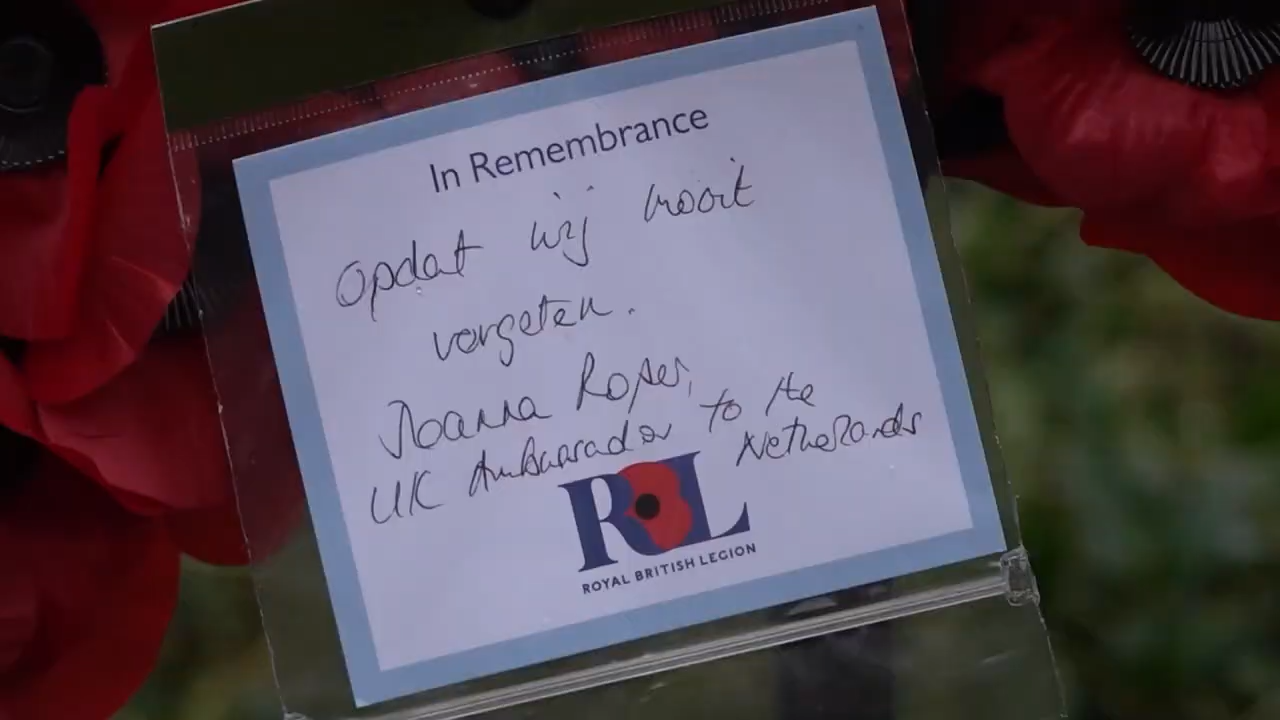 In Remembrance
Opdat wij nooit
vergeten.
Joanna Roper,
UK Ambassador to the
Netherlands
RBL
ROYAL BRITISH LEGION